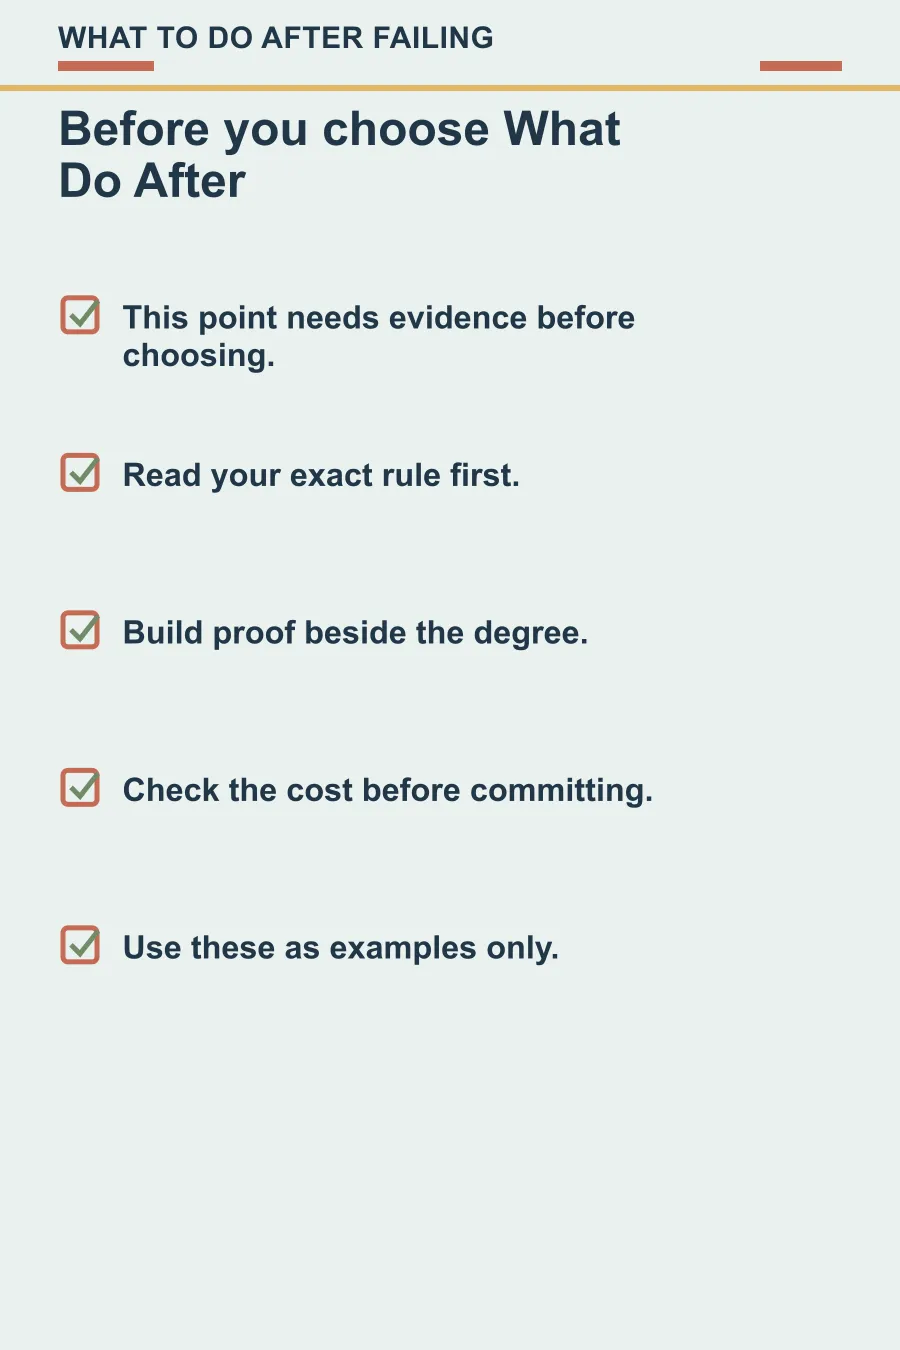 WHAT TO DO AFTER FAILING
Before you choose What
Do After
This point needs evidence before
choosing.
Read your exact rule first.
Build proof beside the degree.
Check the cost before committing.
Use these as examples only.